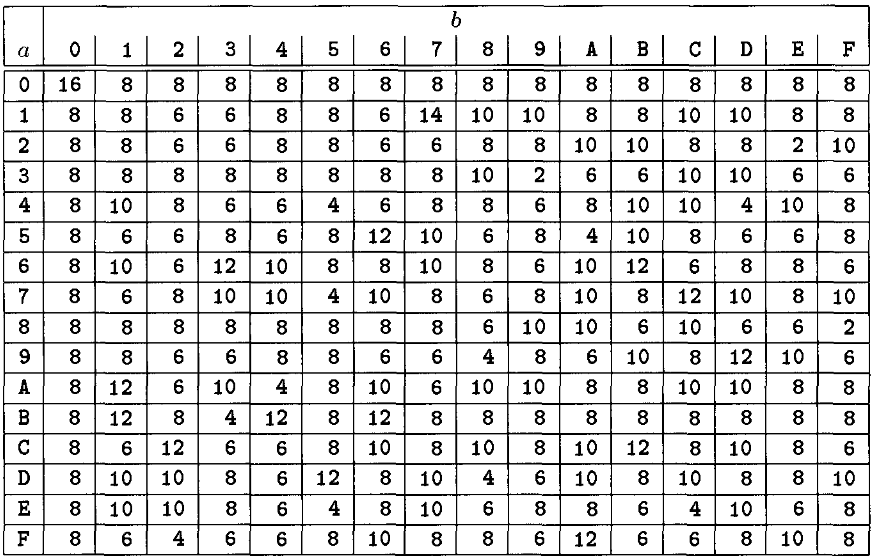 b
a 0 1 2 3 4 5 6 7 8 9 A B C D E F
0 16 8 8 8 8 8 8 8 8 8 8 8 8 8 8 8
1 8 8 6 6 8 8 6 14 10 10 8 8 10 10 8 8
2 8 8 6 6 8 8 6 6 8 8 10 10 8 8 2 10
3 8 8 8 8 8 8 8 8 10 2 6 6 10 10 6 6
4 8 10 8 6 6 4 6 8 8 6 8 10 10 4 10 8
5 8 6 6 8 6 8 12 10 6 8 4 10 8 6 6 8
6 8 10 6 12 10 8 8 10 8 6 10 12 6 8 8 6
7 8 6 8 10 10 4 10 8 6 8 10 8 12 10 8 10
8 8 8 8 8 8 8 8 8 6 10 10 6 10 6 6 2
9 8 8 6 6 8 8 6 6 4 8 6 10 8 12 10 6
A 8 12 6 10 4 8 10 6 10 10 8 8 10 10 8 8
B 8 12 8 4 12 8 12 8 8 8 8 8 8 8 8 8
C 8 6 12 6 6 8 10 8 10 8 10 12 8 10 8 6
D 8 10 10 8 6 12 8 10 4 6 10 8 10 8 8 10
E 8 10 10 8 6 4 8 10 6 8 8 6 4 10 6 8
F 8 6 4 6 6 8 10 8 8 6 12 6 6 8 10 8